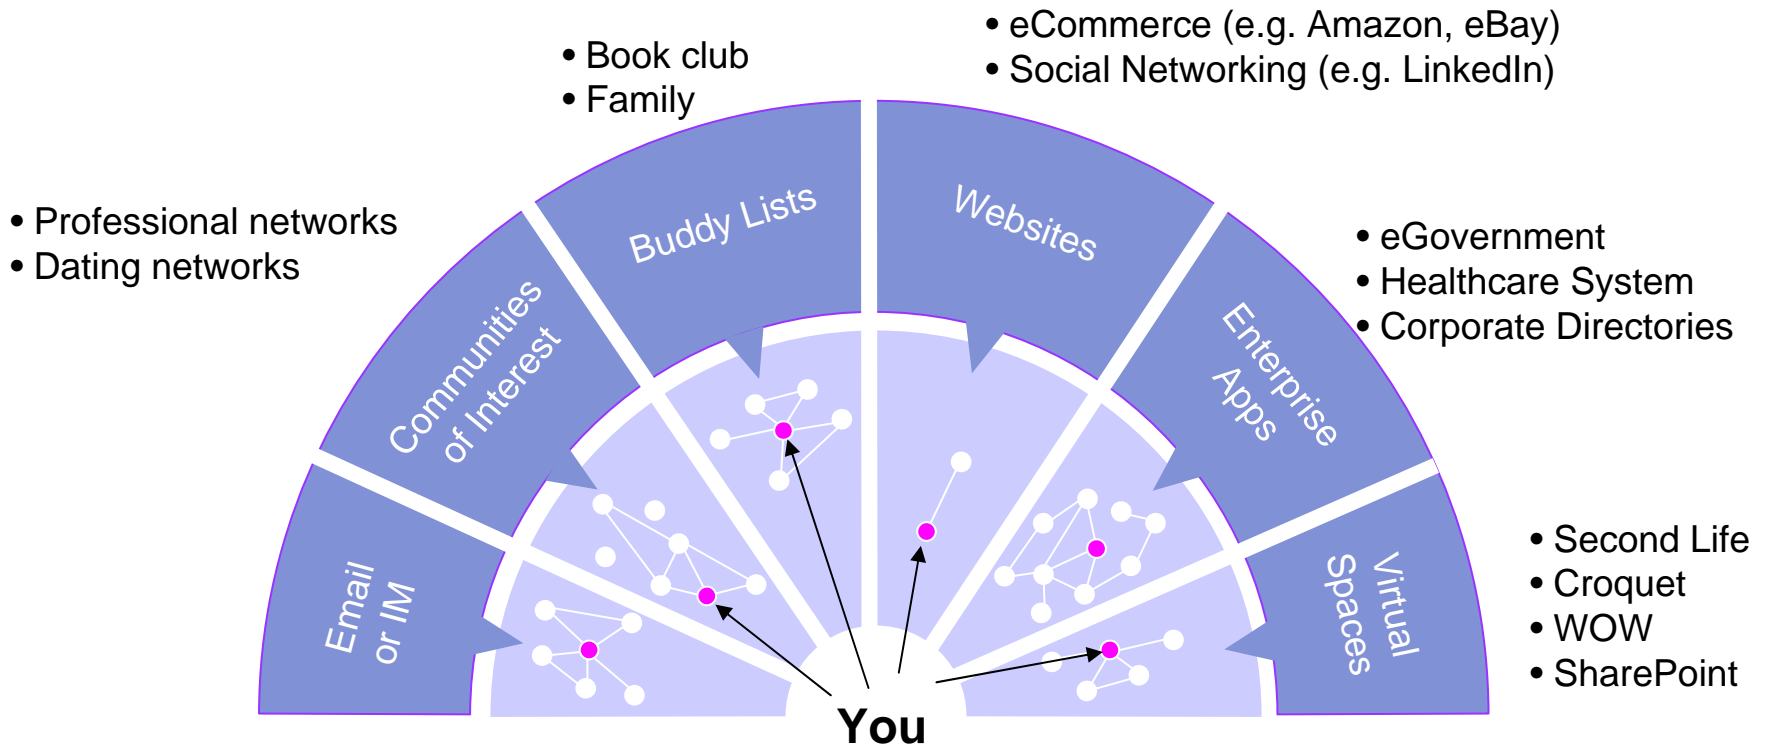 • eCommerce (e.g. Amazon, eBay)
• Social Networking (e.g. LinkedIn)
• Book club
• Family
• Professional networks
• Dating networks
• eGovernment
• Healthcare System
• Corporate Directories
• Second Life
• Croquet
• WOW
• SharePoint
Email
or IM
Communities
of Interest
Buddy Lists
Websites
Enterprise
Apps
Virtual
Spaces
You